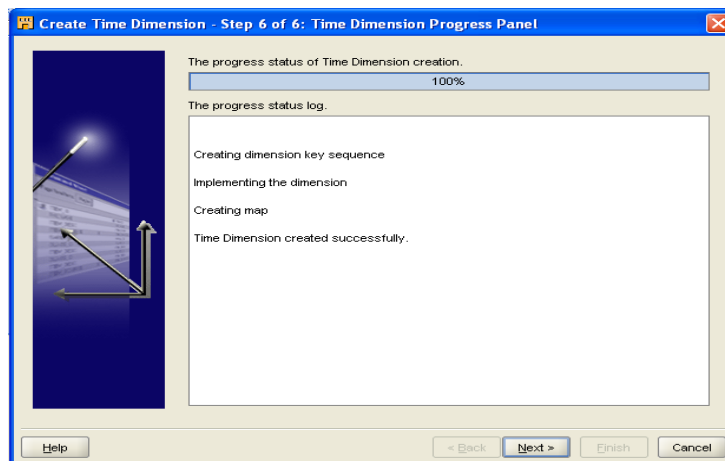 Create Time Dimension - Step 6 of 6: Time Dimension Progress Panel
The progress status of Time Dimension creation.
100%
The progress status log.
Creating dimension key sequence
Implementing the dimension
Creating map
Time Dimension created successfully.
Help
< Back
Next >
Finish
Cancel